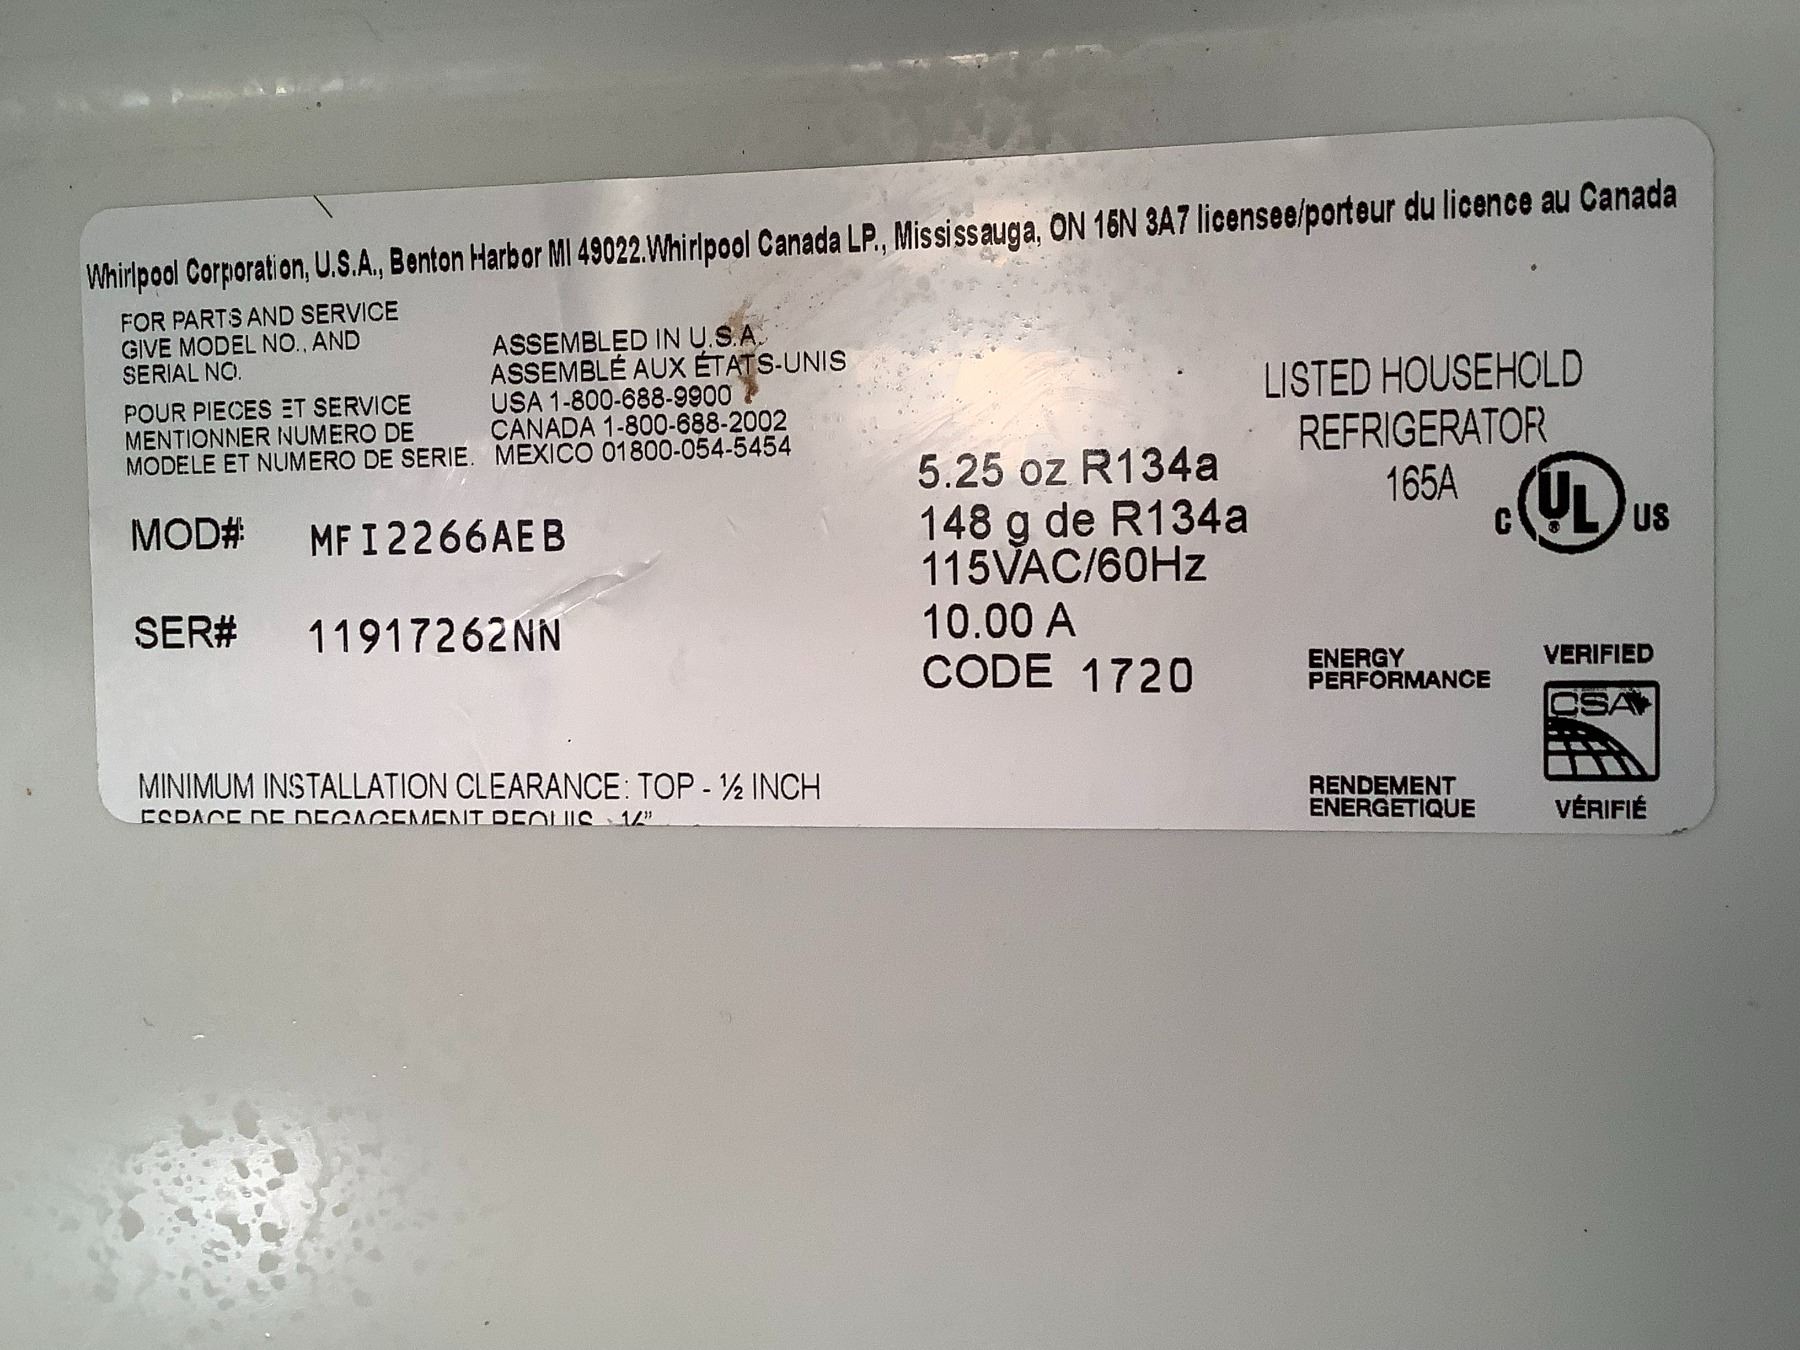 Whirlpool Corporation, U.S.A., Benton Harbor MI 49022.Whirlpool Canada LP., Mississauga, ON 15N 3A7 licensee/porteur du licence au Canada
FOR PARTS AND SERVICE
GIVE MODEL NO., AND
SERIAL NO.
POUR PIECES ET SERVICE
MENTIONNER NUMERO DE
MODELE ET NUMERO DE SERIE.
ASSEMBLED IN U.S.A.
ASSEMBLÉ AUX ÉTATS-UNIS
USA 1-800-688-9900
CANADA 1-800-688-2002
MEXICO 01800-054-5454
MOD# MFI2266AEB
SER# 11917262NN
5.25 oz R134a
148 g de R134a
115VAC/60Hz
10.00 A
CODE 1720
LISTED HOUSEHOLD
REFRIGERATOR
165A
C UL ® US
ENERGY
PERFORMANCE
VERIFIED
CSA
RENDEMENT
ENERGETIQUE
VÉRIFIÉ
MINIMUM INSTALLATION CLEARANCE: TOP - ½ INCH
ESPACE DE DEGAGEMENT REQUIS